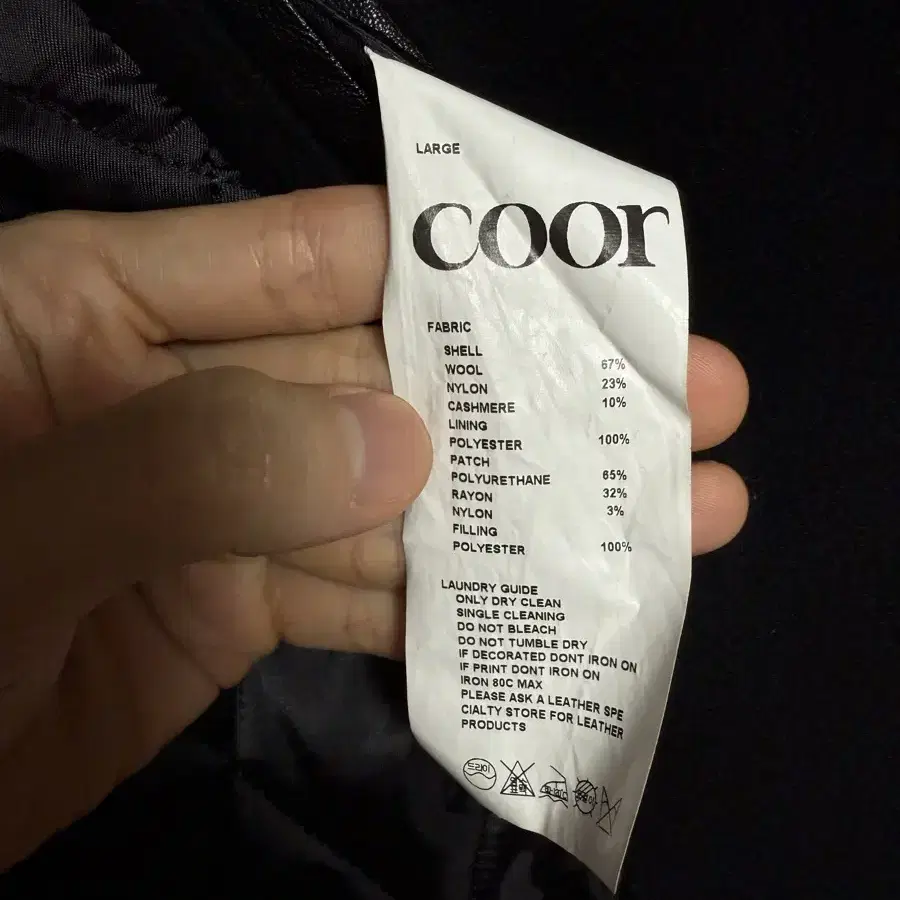 LARGE
coor
FABRIC
SHELL
WOOL 67%
NYLON 23%
CASHMERE 10%
LINING
POLYESTER 100%
PATCH
POLYURETHANE 65%
RAYON 32%
NYLON 3%
FILLING
POLYESTER 100%
LAUNDRY GUIDE
ONLY DRY CLEAN
SINGLE CLEANING
DO NOT BLEACH
DO NOT TUMBLE DRY
IF DECORATED DONT IRON ON
IF PRINT DONT IRON ON
IRON 80C MAX
PLEASE ASK A LEATHER SPE
CIALTY STORE FOR LEATHER
PRODUCTS
드라이